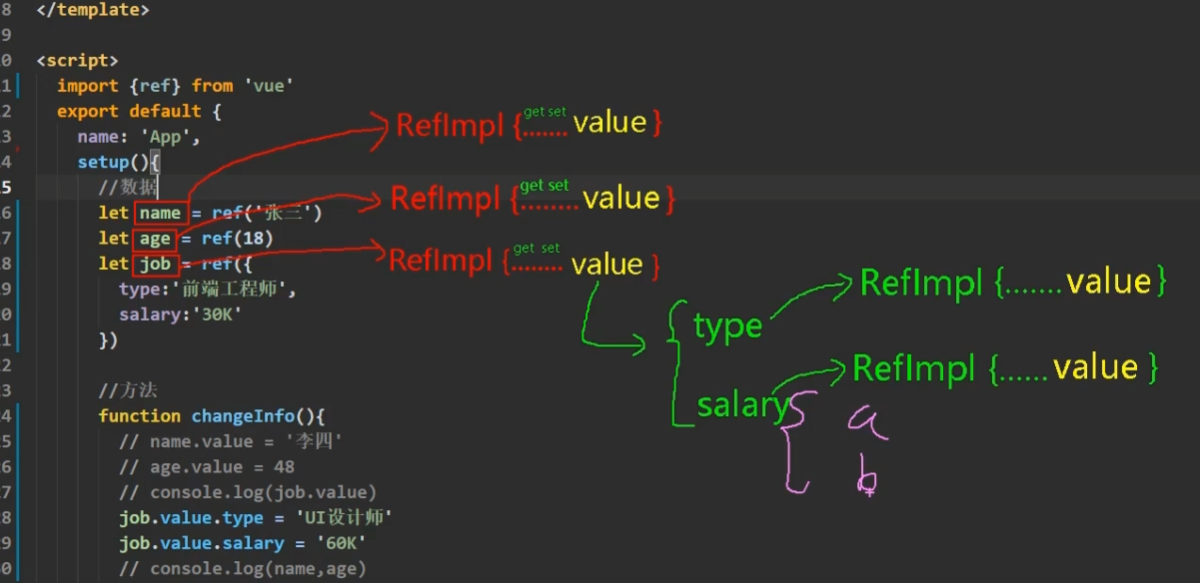 8 </template>
9
0 <script>
1 import {ref} from 'vue'
2 export default {
3 name: 'App',
4 setup(){
5 //数据
6 let name = ref('张三')
7 let age = ref(18)
8 let job = ref({
9 type:'前端工程师',
0 salary:'30K'
1 })
2
3 //方法
4 function changeInfo(){
5 // name.value = '李四'
6 // age.value = 48
7 // console.log(job.value)
8 job.value.type = 'UI设计师'
9 job.value.salary = '60K'
0 // console.log(name,age)
get set
RefImpl {....... value }
get set
RefImpl {........ value }
get set
RefImpl {........ value }
{ type
RefImpl {....... value }
salary
RefImpl {...... value }
{ a
b